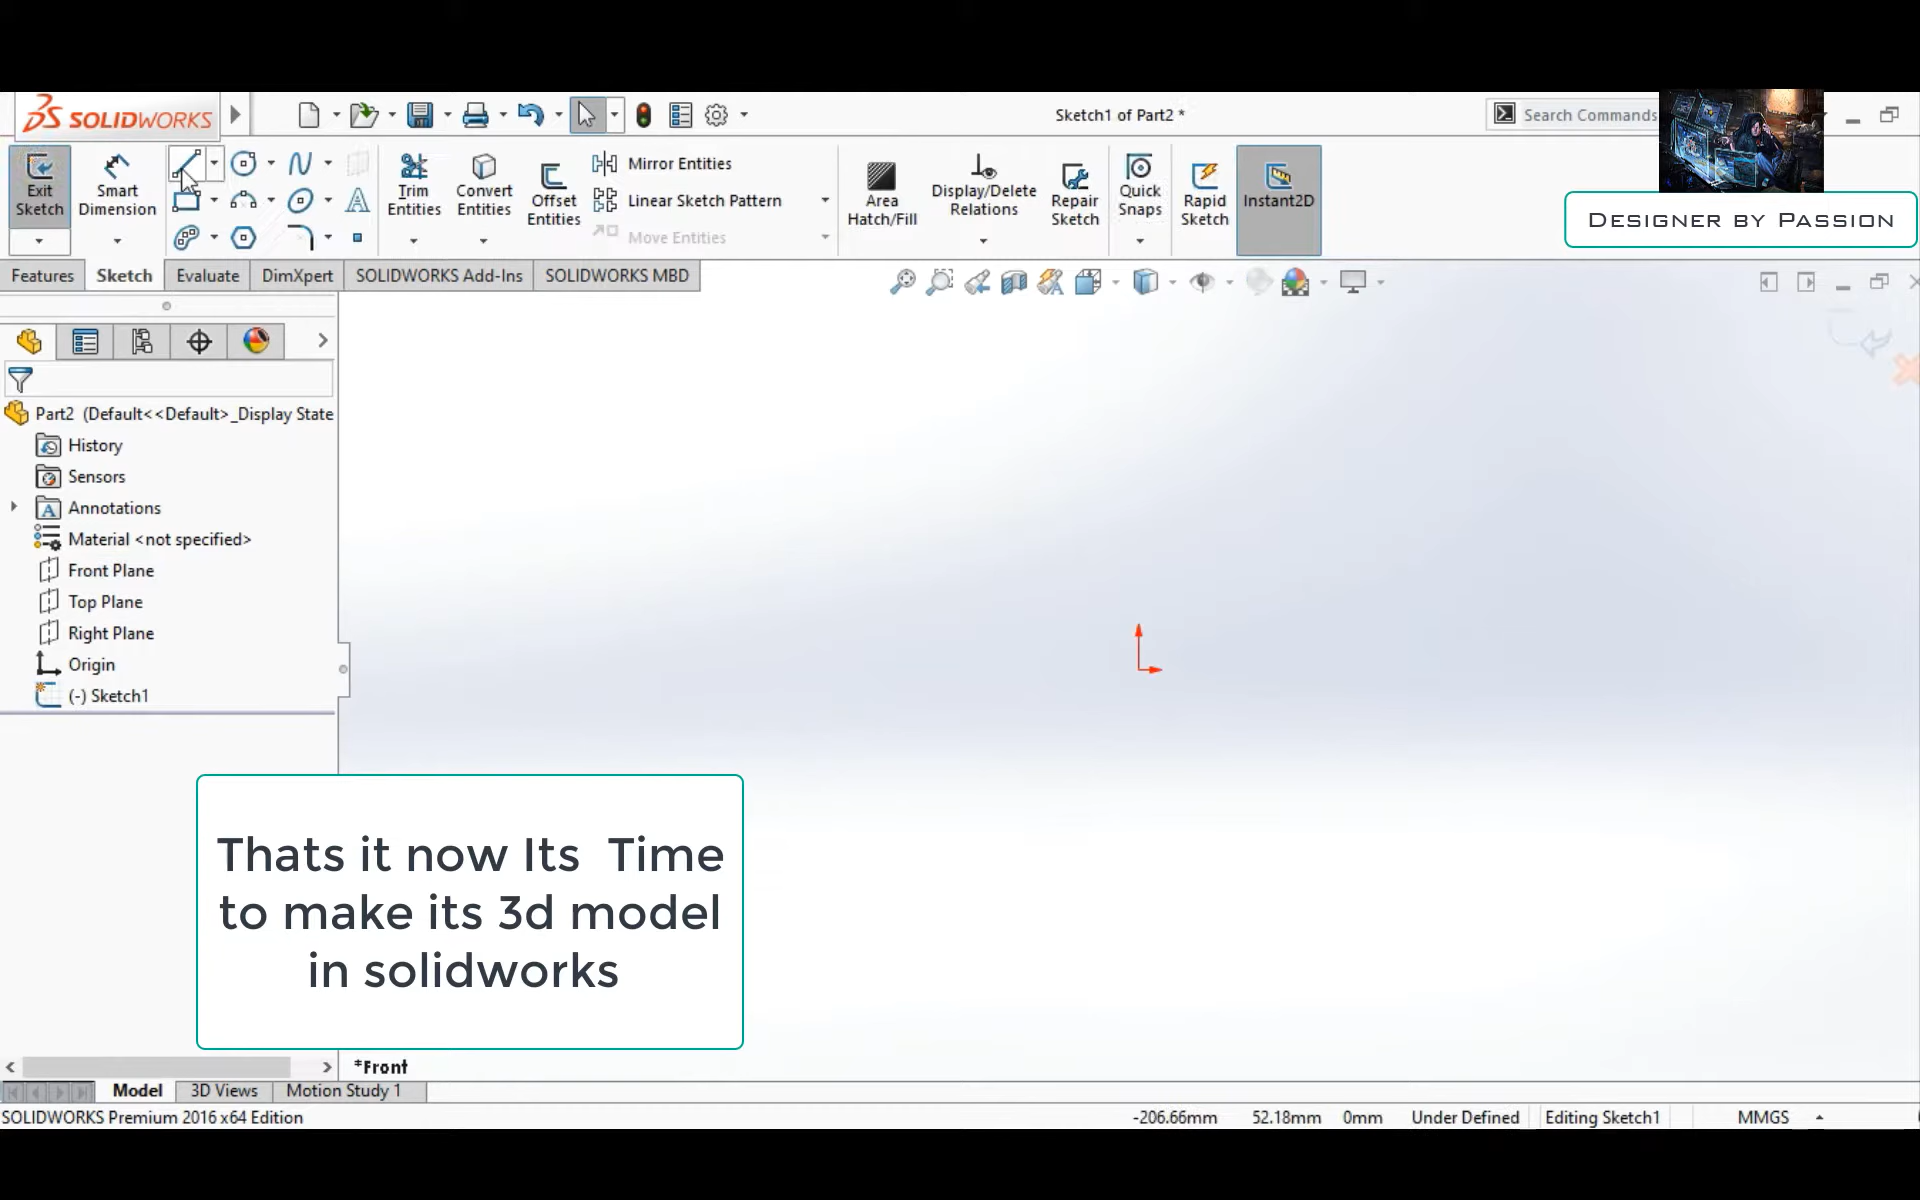 SOLIDWORKS
Sketch1 of Part2 *
Search Commands
Exit Sketch
Smart Dimension
Trim Entities
Convert Entities
Offset Entities
Mirror Entities
Linear Sketch Pattern
Move Entities
Area Hatch/Fill
Display/Delete Relations
Repair Sketch
Quick Snaps
Rapid Sketch
Instant2D
Designer by Passion
Features
Sketch
Evaluate
DimXpert
SOLIDWORKS Add-Ins
SOLIDWORKS MBD
Part2 (Default<<Default>_Display State
History
Sensors
Annotations
Material <not specified>
Front Plane
Top Plane
Right Plane
Origin
(-) Sketch1
Thats it now Its Time
to make its 3d model
in solidworks
*Front
Model
3D Views
Motion Study 1
SOLIDWORKS Premium 2016 x64 Edition
-206.66mm
52.18mm
0mm
Under Defined
Editing Sketch1
MMGS